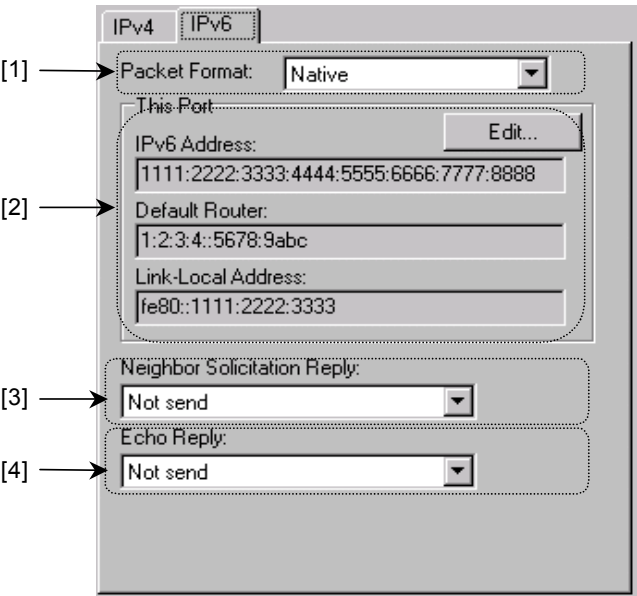 IPv4 IPv6
[1] Packet Format: Native
This Port
Edit...
IPv6 Address:
1111:2222:3333:4444:5555:6666:7777:8888
[2] Default Router:
1:2:3:4::5678:9abc
Link-Local Address:
fe80::1111:2222:3333
Neighbor Solicitation Reply:
[3] Not send
Echo Reply:
[4] Not send